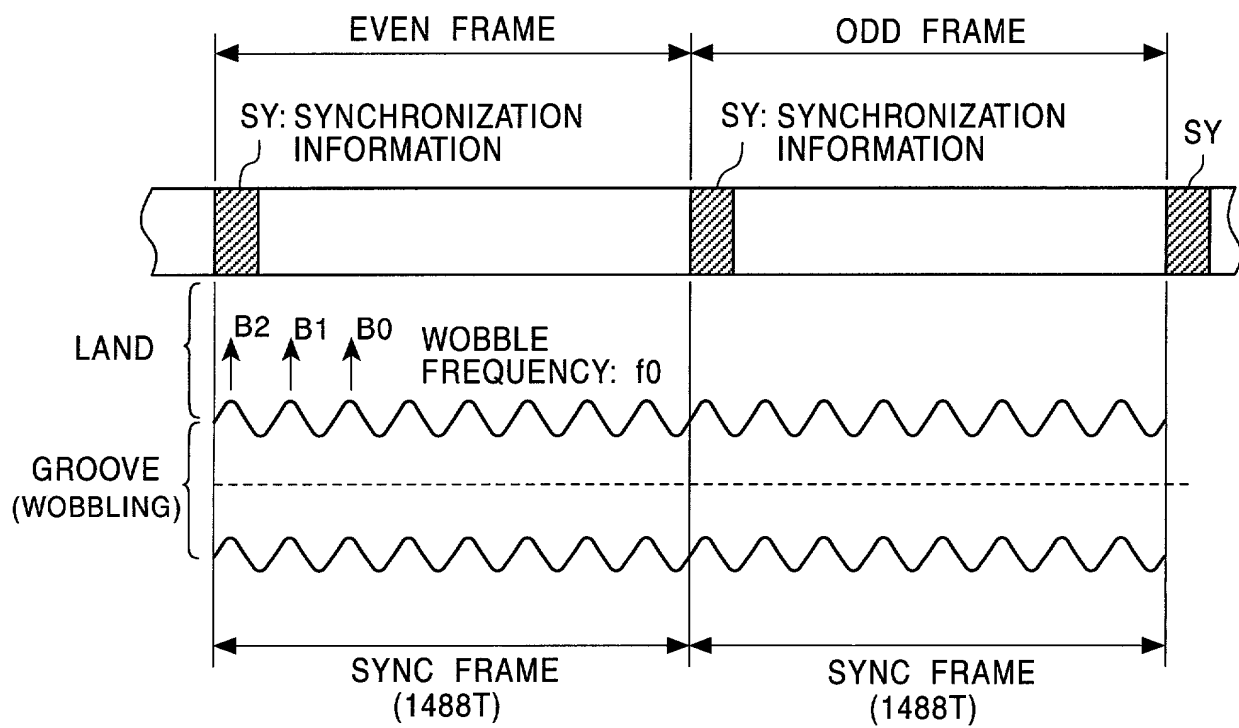 EVEN FRAME
ODD FRAME
SY: SYNCHRONIZATION
INFORMATION
SY: SYNCHRONIZATION
INFORMATION
SY
LAND
B2
B1
B0
WOBBLE
FREQUENCY: f0
GROOVE
(WOBBLING)
SYNC FRAME
(1488T)
SYNC FRAME
(1488T)